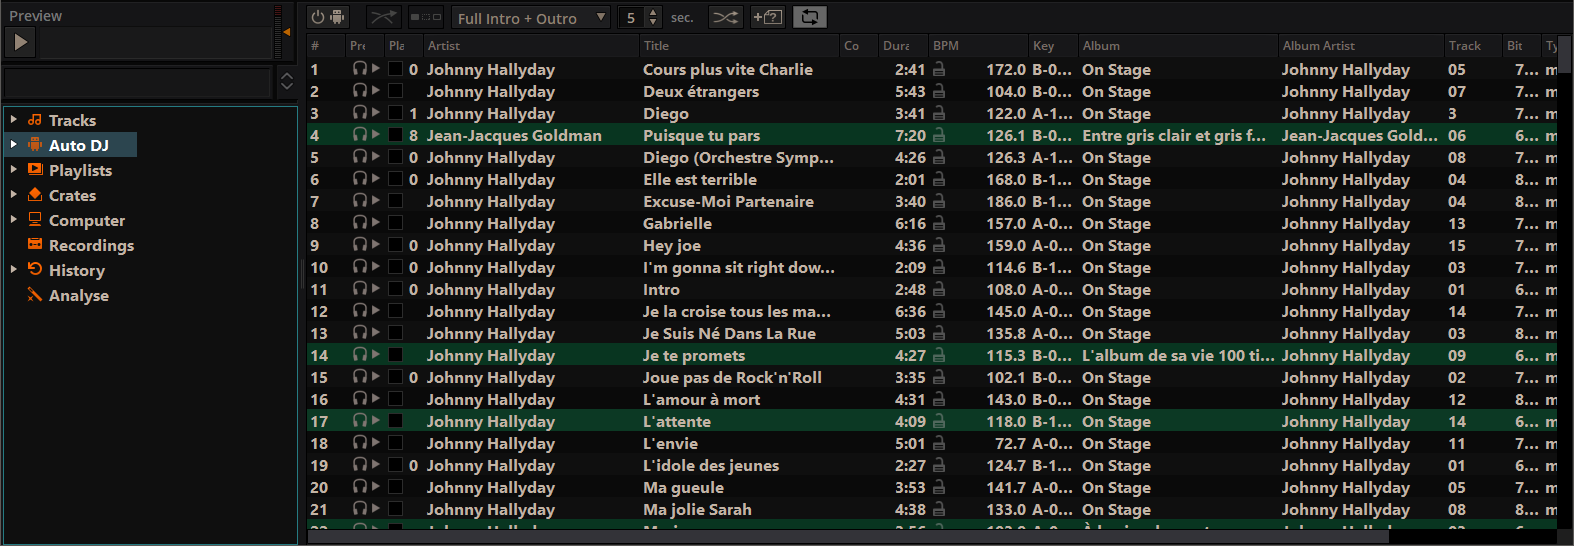 Preview
Full Intro + Outro 5 sec.
# Pre Pla Artist Title Co Dura BPM Key Album Album Artist Track Bit Ty
Tracks
Auto DJ
Playlists
Crates
Computer
Recordings
History
Analyse
1 0 Johnny Hallyday Cours plus vite Charlie 2:41 172.0 B-0... On Stage Johnny Hallyday 05 7... m
2 Johnny Hallyday Deux étrangers 5:43 104.0 B-0... On Stage Johnny Hallyday 07 7... m
3 1 Johnny Hallyday Diego 3:41 122.0 A-1... On Stage Johnny Hallyday 3 7... m
4 8 Jean-Jacques Goldman Puisque tu pars 7:20 126.1 B-0... Entre gris clair et gris f... Jean-Jacques Gold... 06 6... m
5 0 Johnny Hallyday Diego (Orchestre Symp... 4:26 126.3 A-1... On Stage Johnny Hallyday 08 7... m
6 0 Johnny Hallyday Elle est terrible 2:01 168.0 B-1... On Stage Johnny Hallyday 04 8... m
7 Johnny Hallyday Excuse-Moi Partenaire 3:40 186.0 B-1... On Stage Johnny Hallyday 04 8... m
8 Johnny Hallyday Gabrielle 6:16 157.0 A-0... On Stage Johnny Hallyday 13 7... m
9 0 Johnny Hallyday Hey joe 4:36 159.0 A-0... On Stage Johnny Hallyday 15 7... m
10 0 Johnny Hallyday I'm gonna sit right dow... 2:09 114.6 B-1... On Stage Johnny Hallyday 03 7... m
11 0 Johnny Hallyday Intro 2:48 108.0 A-0... On Stage Johnny Hallyday 01 6... m
12 Johnny Hallyday Je la croise tous les ma... 6:36 145.0 A-0... On Stage Johnny Hallyday 14 7... m
13 Johnny Hallyday Je Suis Né Dans La Rue 5:03 135.8 A-0... On Stage Johnny Hallyday 03 8... m
14 Johnny Hallyday Je te promets 4:27 115.3 B-0... L'album de sa vie 100 ti... Johnny Hallyday 09 6... m
15 0 Johnny Hallyday Joue pas de Rock'n'Roll 3:35 102.1 B-0... On Stage Johnny Hallyday 02 7... m
16 Johnny Hallyday L'amour à mort 4:31 143.0 B-0... On Stage Johnny Hallyday 12 8... m
17 Johnny Hallyday L'attente 4:09 118.0 B-1... On Stage Johnny Hallyday 14 6... m
18 Johnny Hallyday L'envie 5:01 72.7 A-0... On Stage Johnny Hallyday 11 7... m
19 0 Johnny Hallyday L'idole des jeunes 2:27 124.7 B-1... On Stage Johnny Hallyday 01 6... m
20 Johnny Hallyday Ma gueule 3:53 141.7 A-0... On Stage Johnny Hallyday 05 7... m
21 Johnny Hallyday Ma jolie Sarah 4:38 133.0 A-0... On Stage Johnny Hallyday 08 8... m